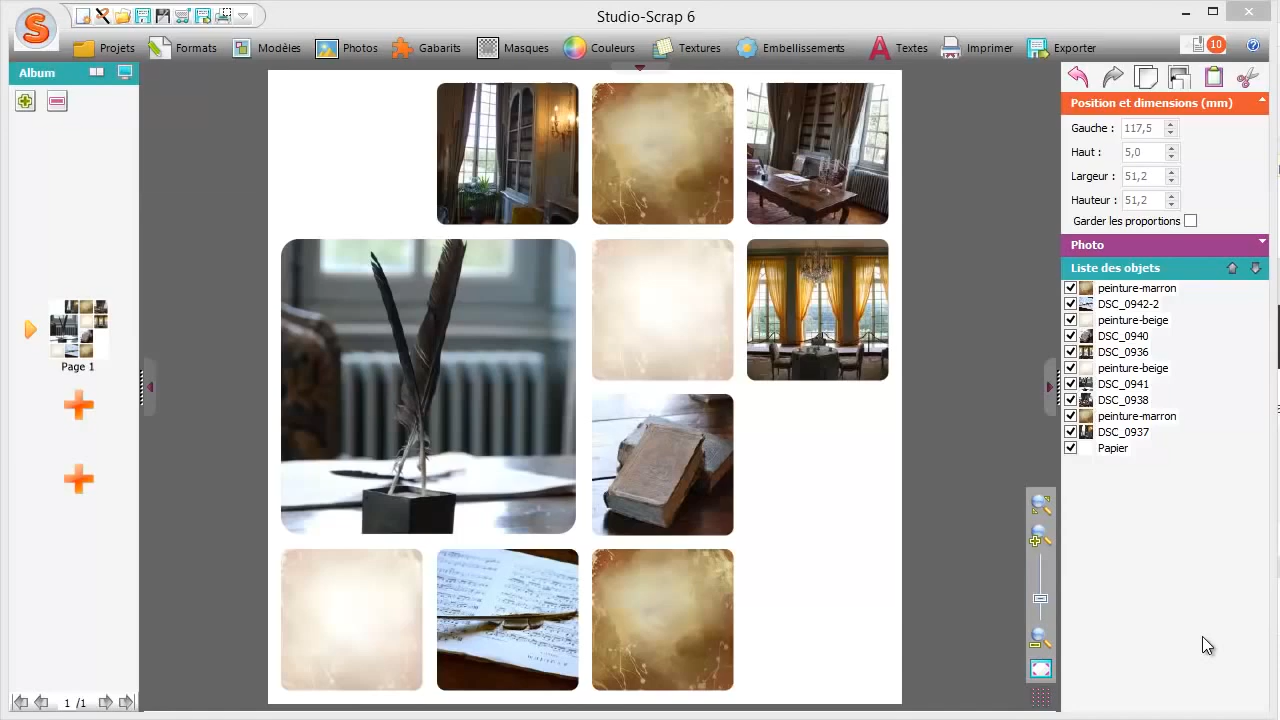 Studio-Scrap 6
Projets Formats Modèles Photos Gabarits Masques Couleurs Textures Embellissements Textes Imprimer Exporter 10
Album
Page 1
1 /1
Position et dimensions (mm)
Gauche : 117,5
Haut : 5,0
Largeur : 51,2
Hauteur : 51,2
Garder les proportions
Photo
Liste des objets
peinture-marron
DSC_0942-2
peinture-beige
DSC_0940
DSC_0936
peinture-beige
DSC_0941
DSC_0938
peinture-marron
DSC_0937
Papier